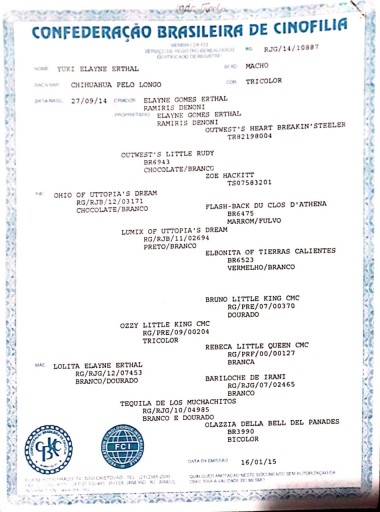 CONFEDERAÇÃO BRASILEIRA DE CINOFILIA
CERTIFICADO DE REGISTRO
RG RJG/14/10887
NOME YUKI ELAYNE ERTHAL
SEXO MACHO
RAÇA/VAR CHIHUAHUA PELO LONGO
COR TRICOLOR
DATA NASC. 27/09/14 CRIADOR ELAYNE GOMES ERTHAL
RAMIRIS DENONI
PROPRIETÁRIO ELAYNE GOMES ERTHAL
RAMIRIS DENONI
OUTWEST'S HEART BREAKIN'STEELER
TR82198004
OUTWEST'S LITTLE RUDY
BR6943
CHOCOLATE/BRANCO
ZOE HACKITT
TS07583201
PAI OHIO OF UTTOPIA'S DREAM
RG/RJB/12/03171
CHOCOLATE/BRANCO
FLASH-BACK DU CLOS D'ATHENA
BR6475
MARROM/FULVO
LUMIX OF UTTOPIA'S DREAM
RG/RJB/11/02694
PRETO/BRANCO
ELBONITA OF TIERRAS CALIENTES
BR6523
VERMELHO/BRANCO
BRUNO LITTLE KING CMC
RG/PRE/07/00370
DOURADO
OZZY LITTLE KING CMC
RG/PRE/09/00204
TRICOLOR
REBECA LITTLE QUEEN CMC
RG/PRF/00/00127
BRANCA
MÃE LOLITA ELAYNE ERTHAL
RG/RJG/12/07453
BRANCO/DOURADO
BARILOCHE DE IRANI
RG/RJG/07/02465
BRANCO
TEQUILA DE LOS MUCHACHITOS
RG/RJG/10/04985
BRANCO E DOURADO
OLAZZIA DELLA BELL DEL PANADES
BR3990
BICOLOR
FCI
DATA DA EMISSÃO 16/01/15